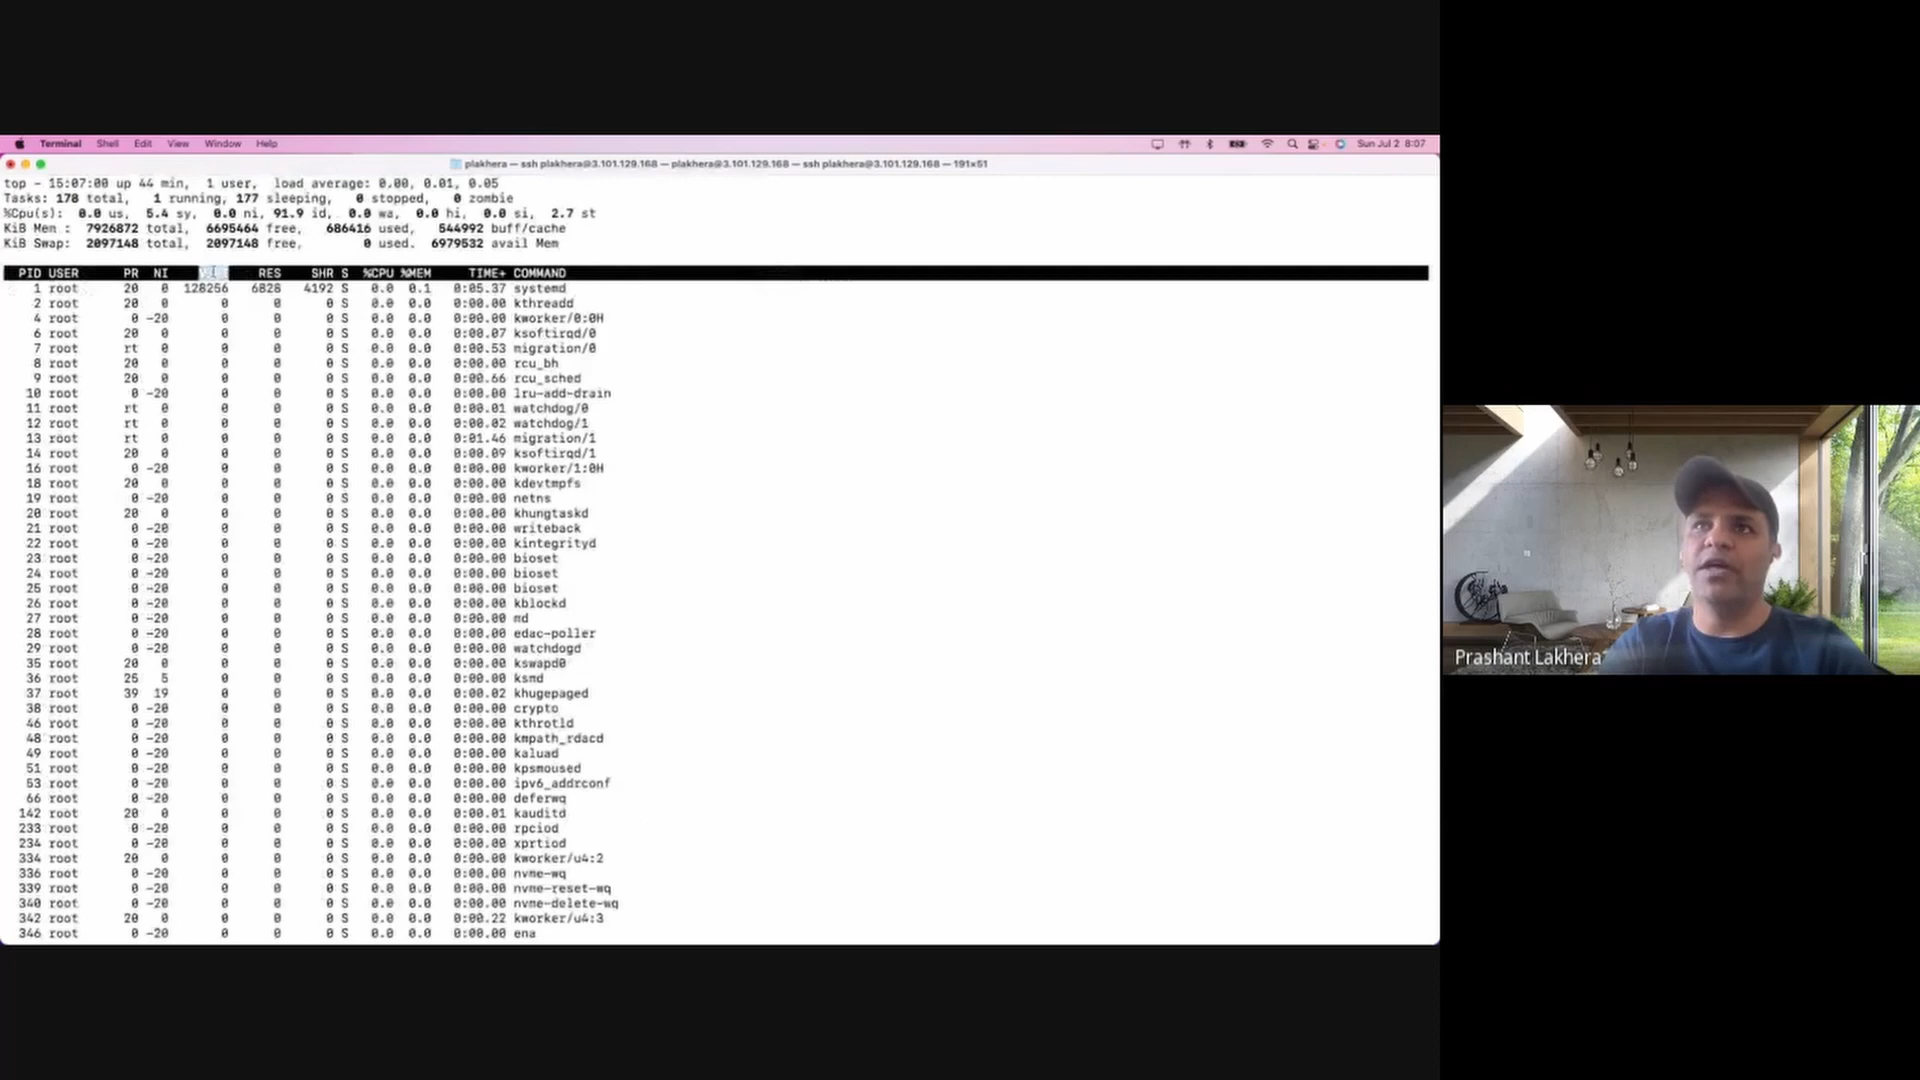 Terminal Shell Edit View Window Help Sun Jul 2 8:07
plakhera — ssh plakhera@3.101.129.168 — plakhera@3.101.129.168 — ssh plakhera@3.101.129.168 — 191×51
top - 15:07:00 up 44 min, 1 user, load average: 0.00, 0.01, 0.05
Tasks: 178 total, 1 running, 177 sleeping, 0 stopped, 0 zombie
%Cpu(s): 0.0 us, 5.4 sy, 0.0 ni, 91.9 id, 0.0 wa, 0.0 hi, 0.0 si, 2.7 st
KiB Mem : 7926872 total, 6695464 free, 686416 used, 544992 buff/cache
KiB Swap: 2097148 total, 2097148 free, 0 used. 6979532 avail Mem
PID USER PR NI RES SHR S %CPU %MEM TIME+ COMMAND
1 root 20 0 128256 6828 4192 S 0.0 0.1 0:05.37 systemd
2 root 20 0 0 0 0 S 0.0 0.0 0:00.00 kthreadd
4 root 0 -20 0 0 0 S 0.0 0.0 0:00.00 kworker/0:0H
6 root 20 0 0 0 0 S 0.0 0.0 0:00.07 ksoftirqd/0
7 root rt 0 0 0 0 S 0.0 0.0 0:00.53 migration/0
8 root 20 0 0 0 0 S 0.0 0.0 0:00.00 rcu_bh
9 root 20 0 0 0 0 S 0.0 0.0 0:00.66 rcu_sched
10 root 0 -20 0 0 0 S 0.0 0.0 0:00.00 lru-add-drain
11 root rt 0 0 0 0 S 0.0 0.0 0:00.01 watchdog/0
12 root rt 0 0 0 0 S 0.0 0.0 0:00.02 watchdog/1
13 root rt 0 0 0 0 S 0.0 0.0 0:01.46 migration/1
14 root 20 0 0 0 0 S 0.0 0.0 0:00.09 ksoftirqd/1
16 root 0 -20 0 0 0 S 0.0 0.0 0:00.00 kworker/1:0H
18 root 20 0 0 0 0 S 0.0 0.0 0:00.00 kdevtmpfs
19 root 0 -20 0 0 0 S 0.0 0.0 0:00.00 netns
20 root 20 0 0 0 0 S 0.0 0.0 0:00.00 khungtaskd
21 root 0 -20 0 0 0 S 0.0 0.0 0:00.00 writeback
22 root 0 -20 0 0 0 S 0.0 0.0 0:00.00 kintegrityd
23 root 0 -20 0 0 0 S 0.0 0.0 0:00.00 bioset
24 root 0 -20 0 0 0 S 0.0 0.0 0:00.00 bioset
25 root 0 -20 0 0 0 S 0.0 0.0 0:00.00 bioset
26 root 0 -20 0 0 0 S 0.0 0.0 0:00.00 kblockd
27 root 0 -20 0 0 0 S 0.0 0.0 0:00.00 md
28 root 0 -20 0 0 0 S 0.0 0.0 0:00.00 edac-poller
29 root 0 -20 0 0 0 S 0.0 0.0 0:00.00 watchdogd
35 root 20 0 0 0 0 S 0.0 0.0 0:00.00 kswapd0
36 root 25 5 0 0 0 S 0.0 0.0 0:00.00 ksmd
37 root 39 19 0 0 0 S 0.0 0.0 0:00.02 khugepaged
38 root 0 -20 0 0 0 S 0.0 0.0 0:00.00 crypto
46 root 0 -20 0 0 0 S 0.0 0.0 0:00.00 kthrotld
48 root 0 -20 0 0 0 S 0.0 0.0 0:00.00 kmpath_rdacd
49 root 0 -20 0 0 0 S 0.0 0.0 0:00.00 kaluad
51 root 0 -20 0 0 0 S 0.0 0.0 0:00.00 kpsmoused
53 root 0 -20 0 0 0 S 0.0 0.0 0:00.00 ipv6_addrconf
66 root 0 -20 0 0 0 S 0.0 0.0 0:00.00 deferwq
142 root 20 0 0 0 0 S 0.0 0.0 0:00.01 kauditd
233 root 0 -20 0 0 0 S 0.0 0.0 0:00.00 rpciod
234 root 0 -20 0 0 0 S 0.0 0.0 0:00.00 xprtiod
334 root 20 0 0 0 0 S 0.0 0.0 0:00.00 kworker/u4:2
336 root 0 -20 0 0 0 S 0.0 0.0 0:00.00 nvme-wq
339 root 0 -20 0 0 0 S 0.0 0.0 0:00.00 nvme-reset-wq
340 root 0 -20 0 0 0 S 0.0 0.0 0:00.00 nvme-delete-wq
342 root 20 0 0 0 0 S 0.0 0.0 0:00.22 kworker/u4:3
346 root 0 -20 0 0 0 S 0.0 0.0 0:00.00 ena
Prashant Lakhera